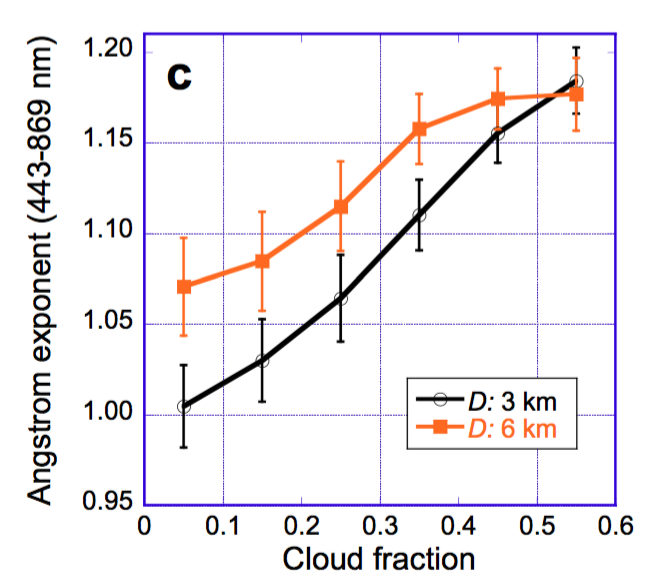 c
Angstrom exponent (443-869 nm)
1.20
1.15
1.10
1.05
1.00
0.95
D: 3 km
D: 6 km
0 0.1 0.2 0.3 0.4 0.5 0.6
Cloud fraction